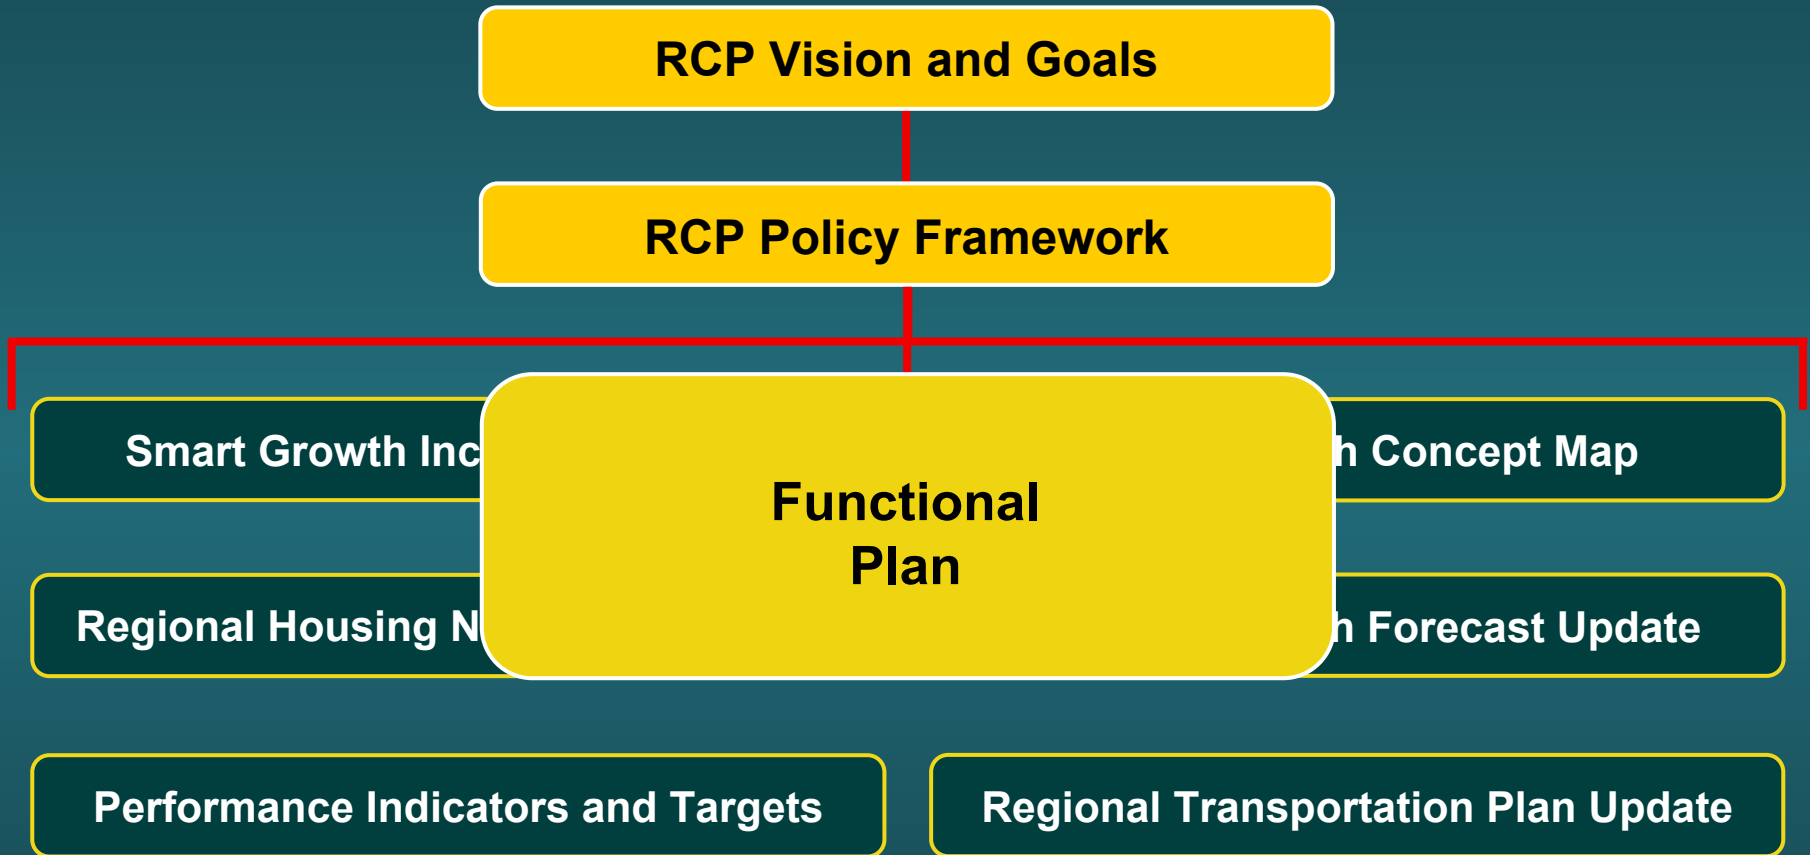 RCP Vision and Goals
RCP Policy Framework
Smart Growth
Concept Map
Functional
Plan
Regional Housing
Forecast Update
Performance Indicators and Targets
Regional Transportation Plan Update